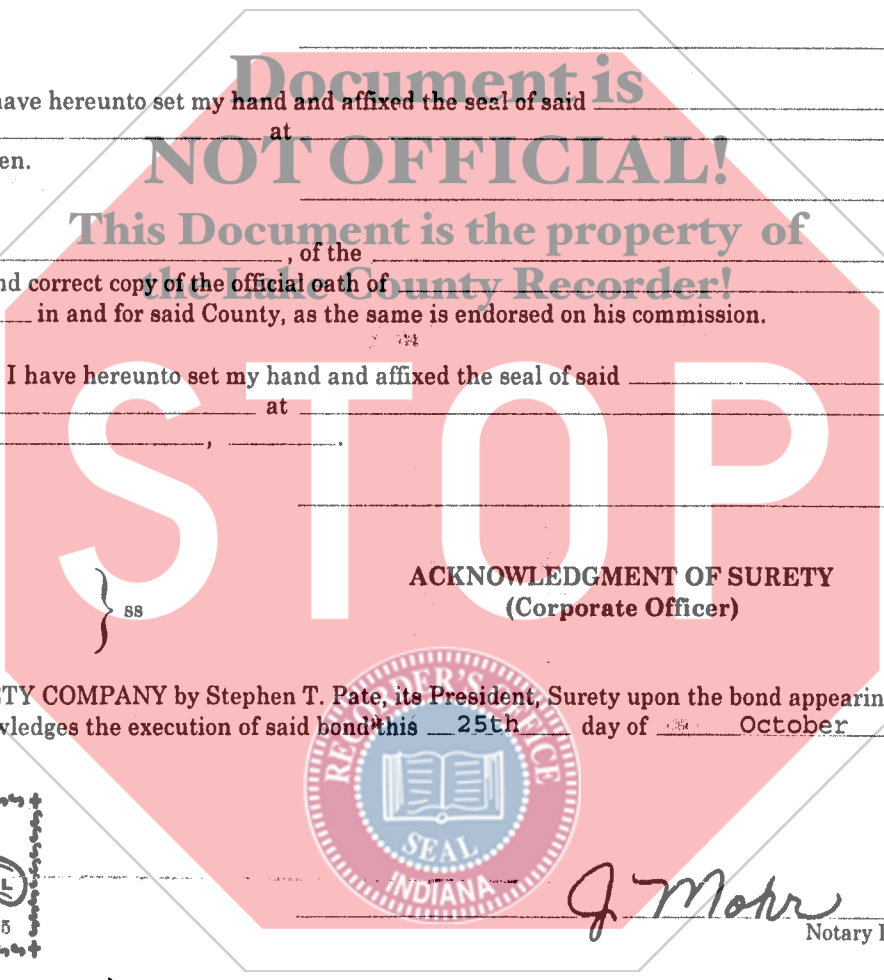 Document is
have hereunto set my hand and affixed the seal of said
at
NOT OFFICIAL!
en.
This Document is the property of
, of the
nd correct copy of the official oath of
the Lake County Recorder!
in and for said County, as the same is endorsed on his commission.
I have hereunto set my hand and affixed the seal of said
at
, .
STOP
ACKNOWLEDGMENT OF SURETY
ss
(Corporate Officer)
TY COMPANY by Stephen T. Pate, its President, Surety upon the bond appearin
wledges the execution of said bond this 25th day of October
RECORDER'S OFFICE
SEAL
INDIANA
J Mohr
5
Notary